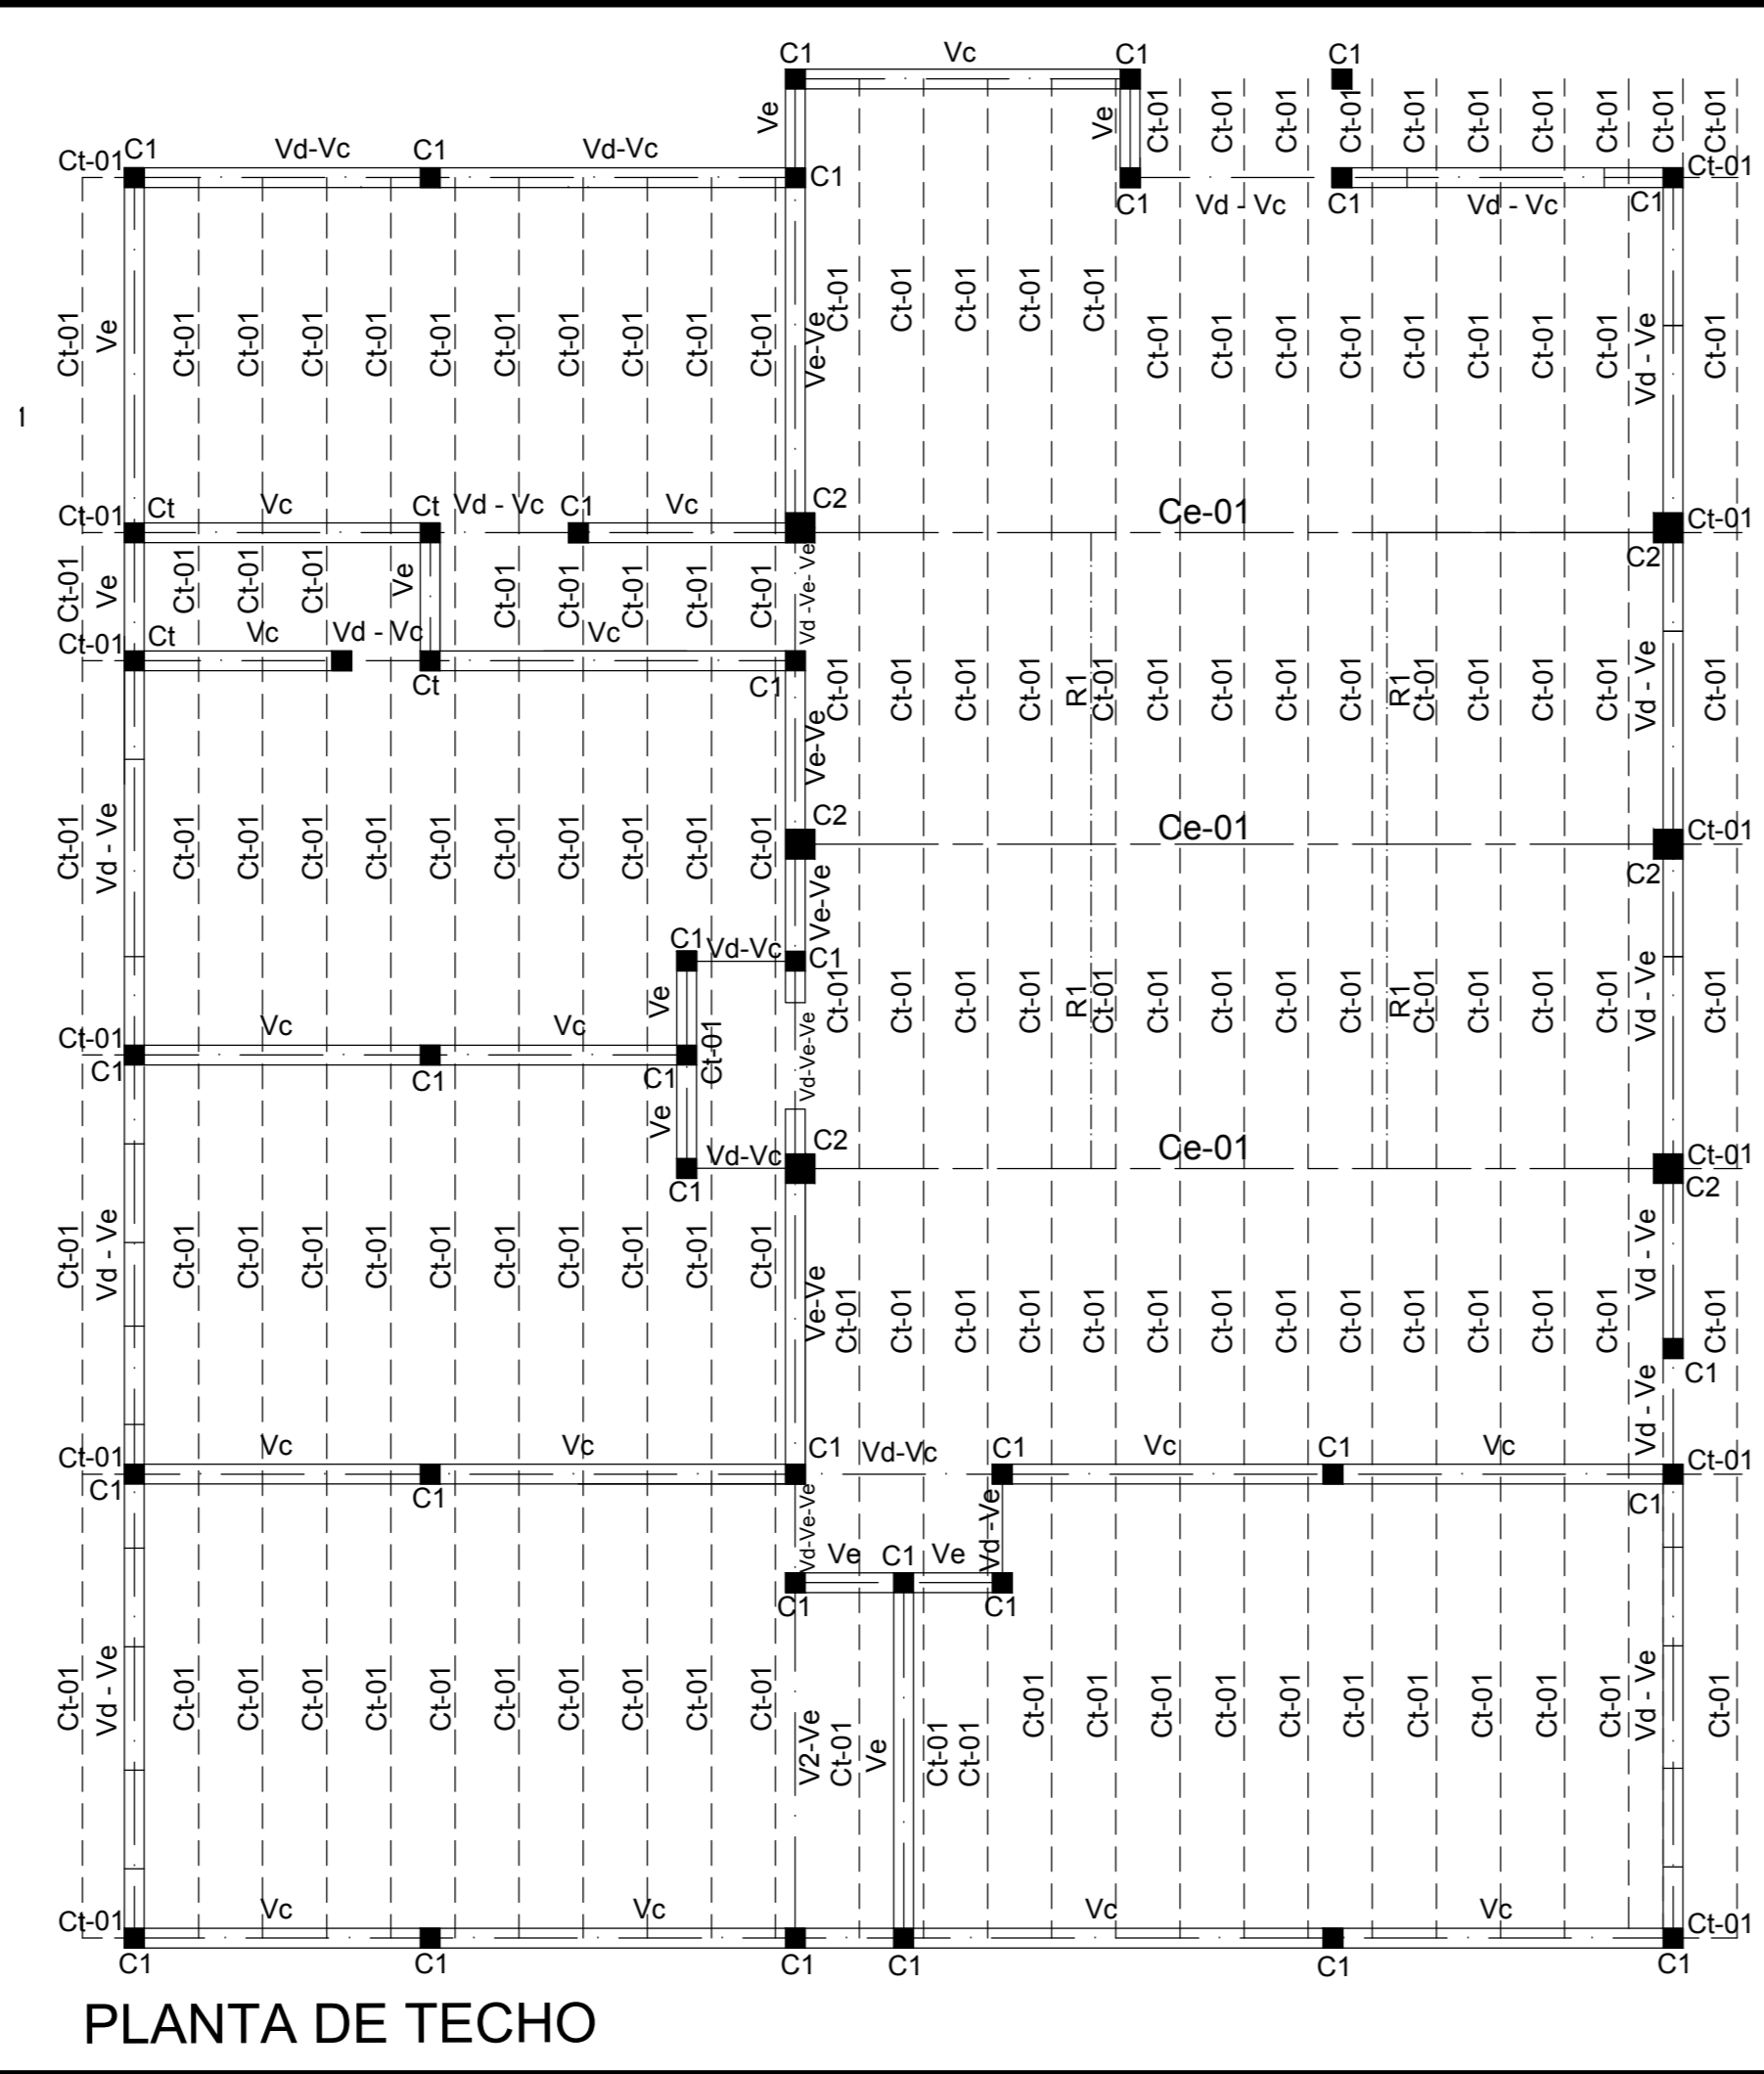 C1 Vc C1 C1
Ve Ve Ct-01 Ct-01 Ct-01 Ct-01 Ct-01 Ct-01 Ct-01 Ct-01 Ct-01 Ct-01
Ct-01 C1 Vd-Vc C1 Vd-Vc C1 Ct-01
C1 Vd - Vc C1 Vd - Vc C1
Ct-01 Ct-01 Ct-01 Ct-01 Ct-01
Ct-01 Ve Ct-01 Ct-01 Ct-01 Ct-01 Ct-01 Ct-01 Ct-01 Ct-01 Ct-01 Ct-01 Ve-Ve Ct-01 Ct-01 Ct-01 Ct-01 Ct-01 Ct-01 Ct-01 Ct-01 Vd - Ve Ct-01
1
Ct-01 Ct Vc Ct Vd - Vc C1 Vc C2 Ce-01 Ct-01
C2
Ct-01 Ve Ct-01 Ct-01 Ct-01 Ve Ct-01 Ct-01 Ct-01 Ct-01 Ct-01 Vd -Ve- Ve
Ct-01 Ct Vc Vd - Vc Vc
Ct C1
Ct-01 Ct-01 Ct-01 Ct-01 R1 Ct-01 Ct-01 Ct-01 Ct-01 Ct-01 R1 Ct-01 Ct-01 Ct-01 Ct-01 Vd - Ve Ct-01
Ve-Ve
C2 Ce-01 Ct-01
Ct-01 Vd - Ve Ct-01 Ct-01 Ct-01 Ct-01 Ct-01 Ct-01 Ct-01 Ct-01 Ct-01 Ct-01
C2
Ve-Ve
C1 Vd-Vc C1
Ve Ct-01 Ct-01 Ct-01 Ct-01 R1 Ct-01 Ct-01 Ct-01 Ct-01 Ct-01 R1 Ct-01 Ct-01 Ct-01 Ct-01 Vd - Ve Ct-01
Ct-01 Vc Vc Ct-01
C1 C1 C1 Vd-Ve-Ve
Ve
C2 Ce-01
Vd-Vc Ct-01
C1 C2
Ct-01 Vd - Ve Ct-01 Ct-01 Ct-01 Ct-01 Ct-01 Ct-01 Ct-01 Ct-01 Ct-01 Ct-01 Vd - Ve
Ve-Ve Ct-01 Ct-01 Ct-01 Ct-01 Ct-01 Ct-01 Ct-01 Ct-01 Ct-01 Ct-01 Ct-01 Ct-01 Ct-01 Ct-01
C1
Vd - Ve
Ct-01 Vc Vc C1 Vd-Vc C1 Vc C1 Vc Ct-01
C1 C1 C1
Vd-Ve-Ve Vd -Ve
Ve C1 Ve
C1 C1
Ct-01 Vd - Ve Ct-01 Ct-01 Ct-01 Ct-01 Ct-01 Ct-01 Ct-01 Ct-01 Ct-01 Ct-01 Ct-01 Ct-01 Ct-01 Ct-01 Ct-01 Ct-01 Ct-01 Ct-01 Ct-01 Ct-01 Vd - Ve Ct-01
V2-Ve Ct-01 Ve Ct-01 Ct-01
Ct-01 Vc Vc Vc Vc Ct-01
C1 C1 C1 C1 C1 C1
PLANTA DE TECHO